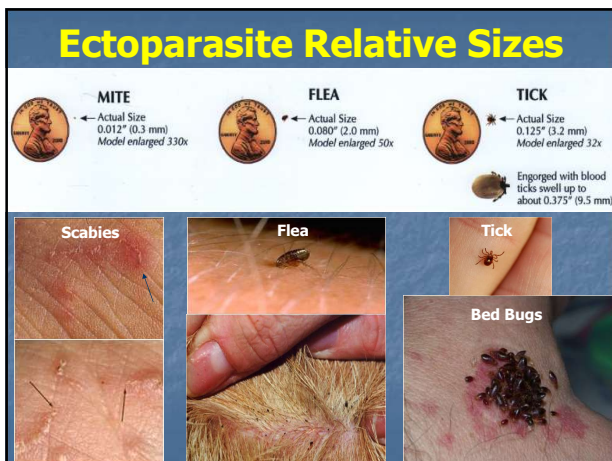 Ectoparasite Relative Sizes
MITE
Actual Size
0.012" (0.3 mm)
Model enlarged 330x
FLEA
Actual Size
0.080" (2.0 mm)
Model enlarged 50x
TICK
Actual Size
0.125" (3.2 mm)
Model enlarged 32x
Engorged with blood
ticks swell up to
about 0.375" (9.5 mm)
Scabies
Flea
Tick
Bed Bugs